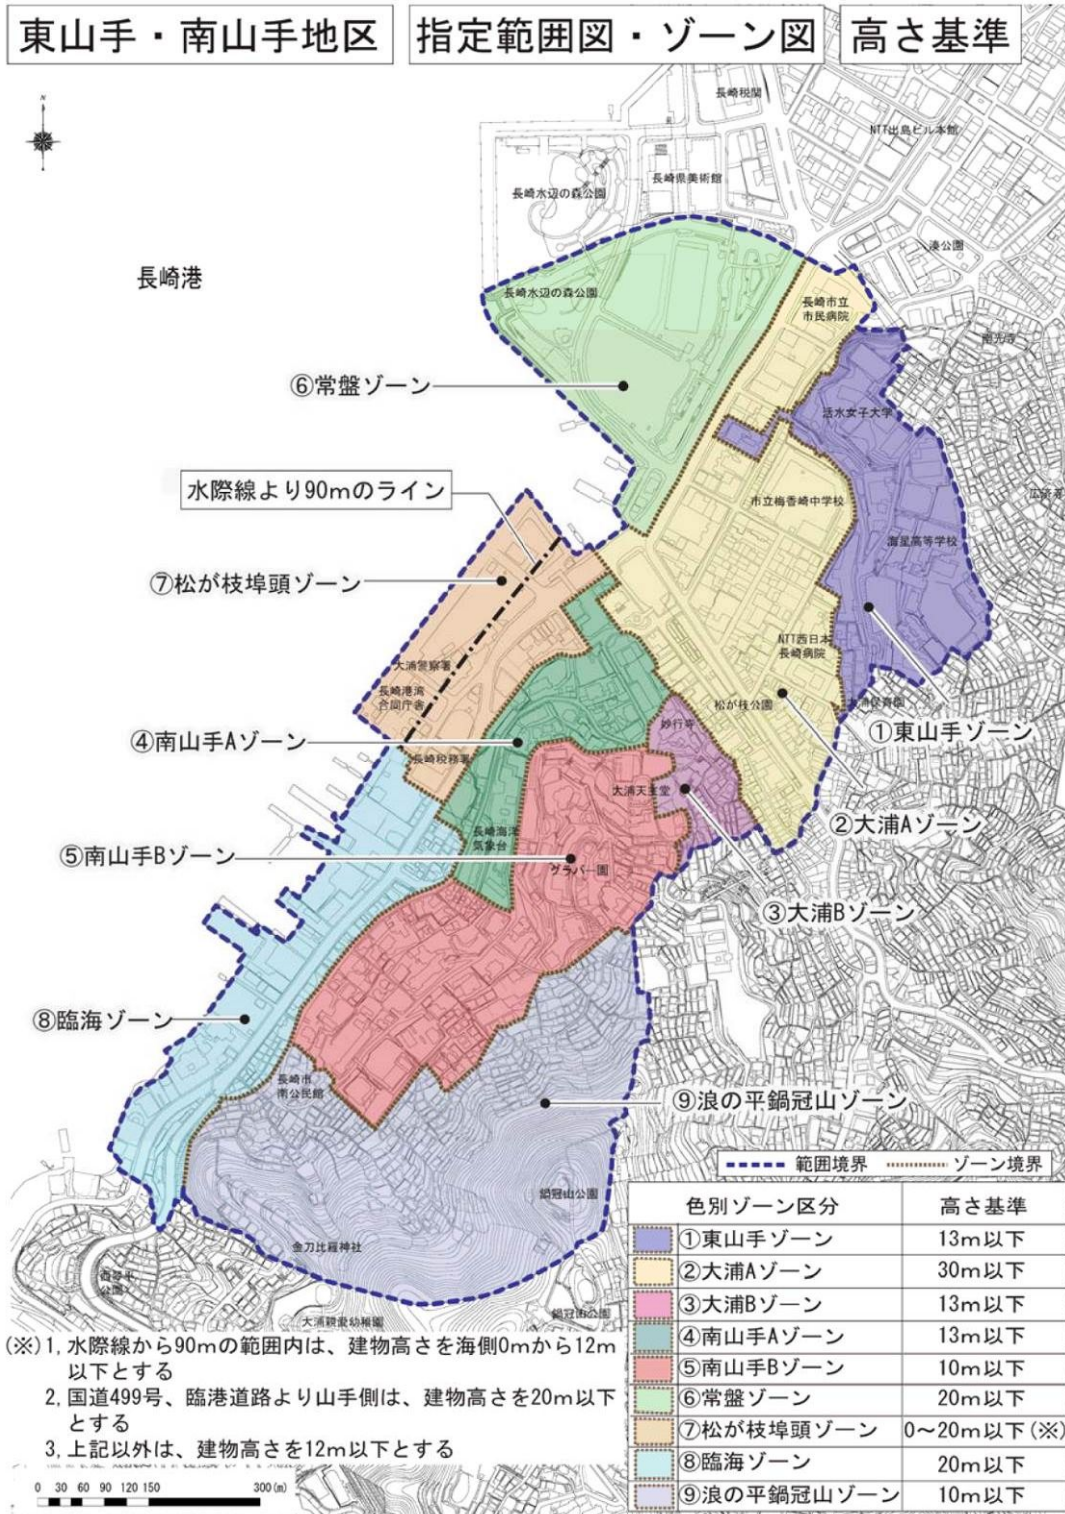 東山手・南山手地区
指定範囲図・ゾーン図
高さ基準
N
長崎税関
NTT出島ビル本館
長崎県美術館
長崎水辺の森公園
湊公園
長崎港
長崎水辺の森公園
長崎市立
市民病院
⑥常盤ゾーン
活水女子大学
水際線より90mのライン
市立梅香崎中学校
海星高等学校
⑦松が枝埠頭ゾーン
NTT西日本
長崎病院
大浦警察署
長崎港湾
合同庁舎
松が枝公園
妙行寺
大浦保育園
①東山手ゾーン
④南山手Aゾーン
長崎税務署
大浦天主堂
②大浦Aゾーン
長崎海洋
気象台
⑤南山手Bゾーン
グラバー園
③大浦Bゾーン
⑧臨海ゾーン
長崎市
南公民館
⑨浪の平鍋冠山ゾーン
範囲境界
ゾーン境界
鍋冠山公園
金刀比羅神社
公園
鍋冠山公園
大浦親愛幼稚園
色別ゾーン区分 高さ基準
①東山手ゾーン 13m以下
②大浦Aゾーン 30m以下
③大浦Bゾーン 13m以下
④南山手Aゾーン 13m以下
⑤南山手Bゾーン 10m以下
⑥常盤ゾーン 20m以下
⑦松が枝埠頭ゾーン 0～20m以下(※)
⑧臨海ゾーン 20m以下
⑨浪の平鍋冠山ゾーン 10m以下
(※)1, 水際線から90mの範囲内は、建物高さを海側0mから12m
以下とする
2, 国道499号、臨港道路より山手側は、建物高さを20m以下
とする
3, 上記以外は、建物高さを12m以下とする
0 30 60 90 120 150 300(m)